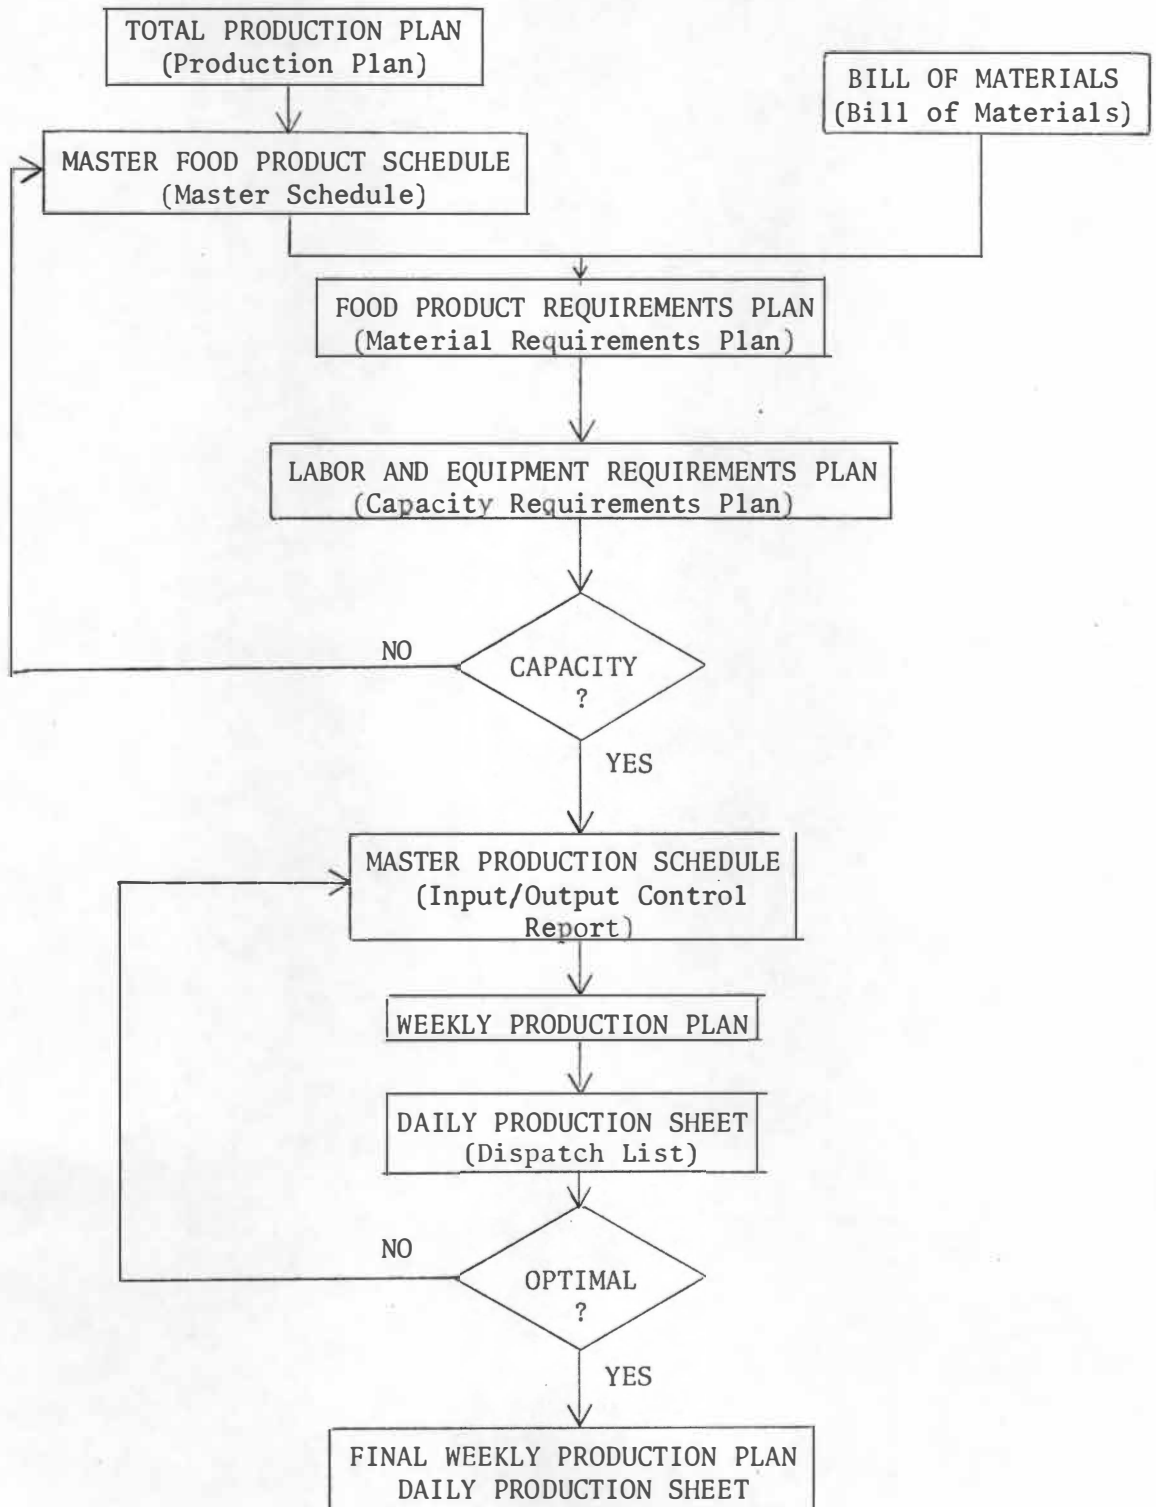 TOTAL PRODUCTION PLAN
(Production Plan)
BILL OF MATERIALS
(Bill of Materials)
MASTER FOOD PRODUCT SCHEDULE
(Master Schedule)
FOOD PRODUCT REQUIREMENTS PLAN
(Material Requirements Plan)
LABOR AND EQUIPMENT REQUIREMENTS PLAN
(Capacity Requirements Plan)
NO
CAPACITY
?
YES
MASTER PRODUCTION SCHEDULE
(Input/Output Control
Report)
WEEKLY PRODUCTION PLAN
DAILY PRODUCTION SHEET
(Dispatch List)
NO
OPTIMAL
?
YES
FINAL WEEKLY PRODUCTION PLAN
DAILY PRODUCTION SHEET